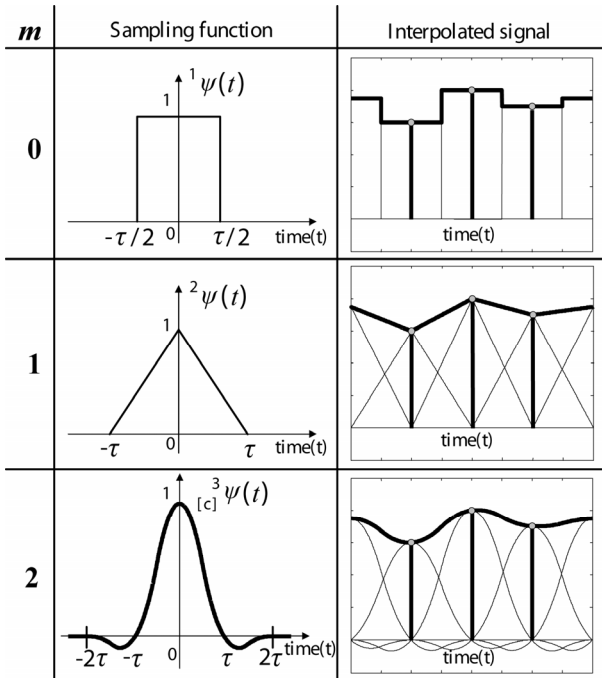 m Sampling function Interpolated signal
0
¹ψ(t)
1
-τ/2 0 τ/2 time(t)
time(t)
1
²ψ(t)
1
-τ 0 τ time(t)
time(t)
2
[c]³ψ(t)
1
-2τ -τ 0 τ 2τ time(t)
time(t)